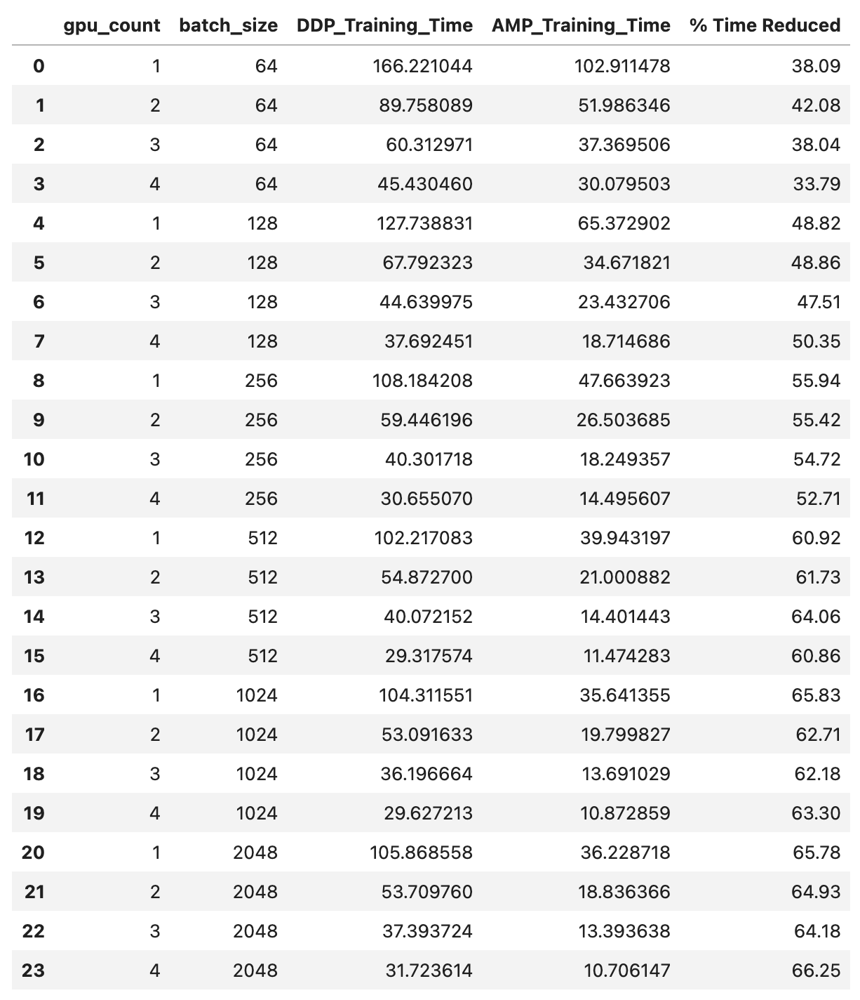 gpu_count batch_size DDP_Training_Time AMP_Training_Time % Time Reduced
0 1 64 166.221044 102.911478 38.09
1 2 64 89.758089 51.986346 42.08
2 3 64 60.312971 37.369506 38.04
3 4 64 45.430460 30.079503 33.79
4 1 128 127.738831 65.372902 48.82
5 2 128 67.792323 34.671821 48.86
6 3 128 44.639975 23.432706 47.51
7 4 128 37.692451 18.714686 50.35
8 1 256 108.184208 47.663923 55.94
9 2 256 59.446196 26.503685 55.42
10 3 256 40.301718 18.249357 54.72
11 4 256 30.655070 14.495607 52.71
12 1 512 102.217083 39.943197 60.92
13 2 512 54.872700 21.000882 61.73
14 3 512 40.072152 14.401443 64.06
15 4 512 29.317574 11.474283 60.86
16 1 1024 104.311551 35.641355 65.83
17 2 1024 53.091633 19.799827 62.71
18 3 1024 36.196664 13.691029 62.18
19 4 1024 29.627213 10.872859 63.30
20 1 2048 105.868558 36.228718 65.78
21 2 2048 53.709760 18.836366 64.93
22 3 2048 37.393724 13.393638 64.18
23 4 2048 31.723614 10.706147 66.25